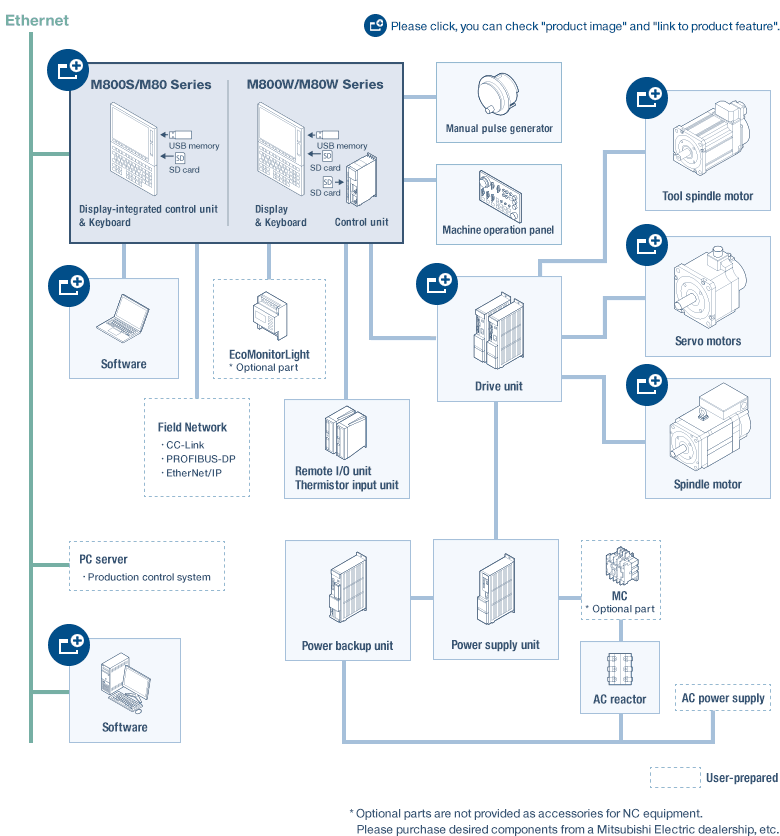 Ethernet
Please click, you can check "product image" and "link to product feature".
M800S/M80 Series
M800W/M80W Series
USB memory
SD
SD card
Display-integrated control unit
& Keyboard
USB memory
SD
SD card
SD
SD card
Display
& Keyboard
Control unit
Manual pulse generator
Machine operation panel
Tool spindle motor
Servo motors
Spindle motor
Drive unit
Software
EcoMonitorLight
* Optional part
Field Network
・CC-Link
・PROFIBUS-DP
・EtherNet/IP
Remote I/O unit
Thermistor input unit
PC server
・Production control system
Power backup unit
Power supply unit
MC
* Optional part
AC reactor
AC power supply
Software
User-prepared
* Optional parts are not provided as accessories for NC equipment.
Please purchase desired components from a Mitsubishi Electric dealership, etc.